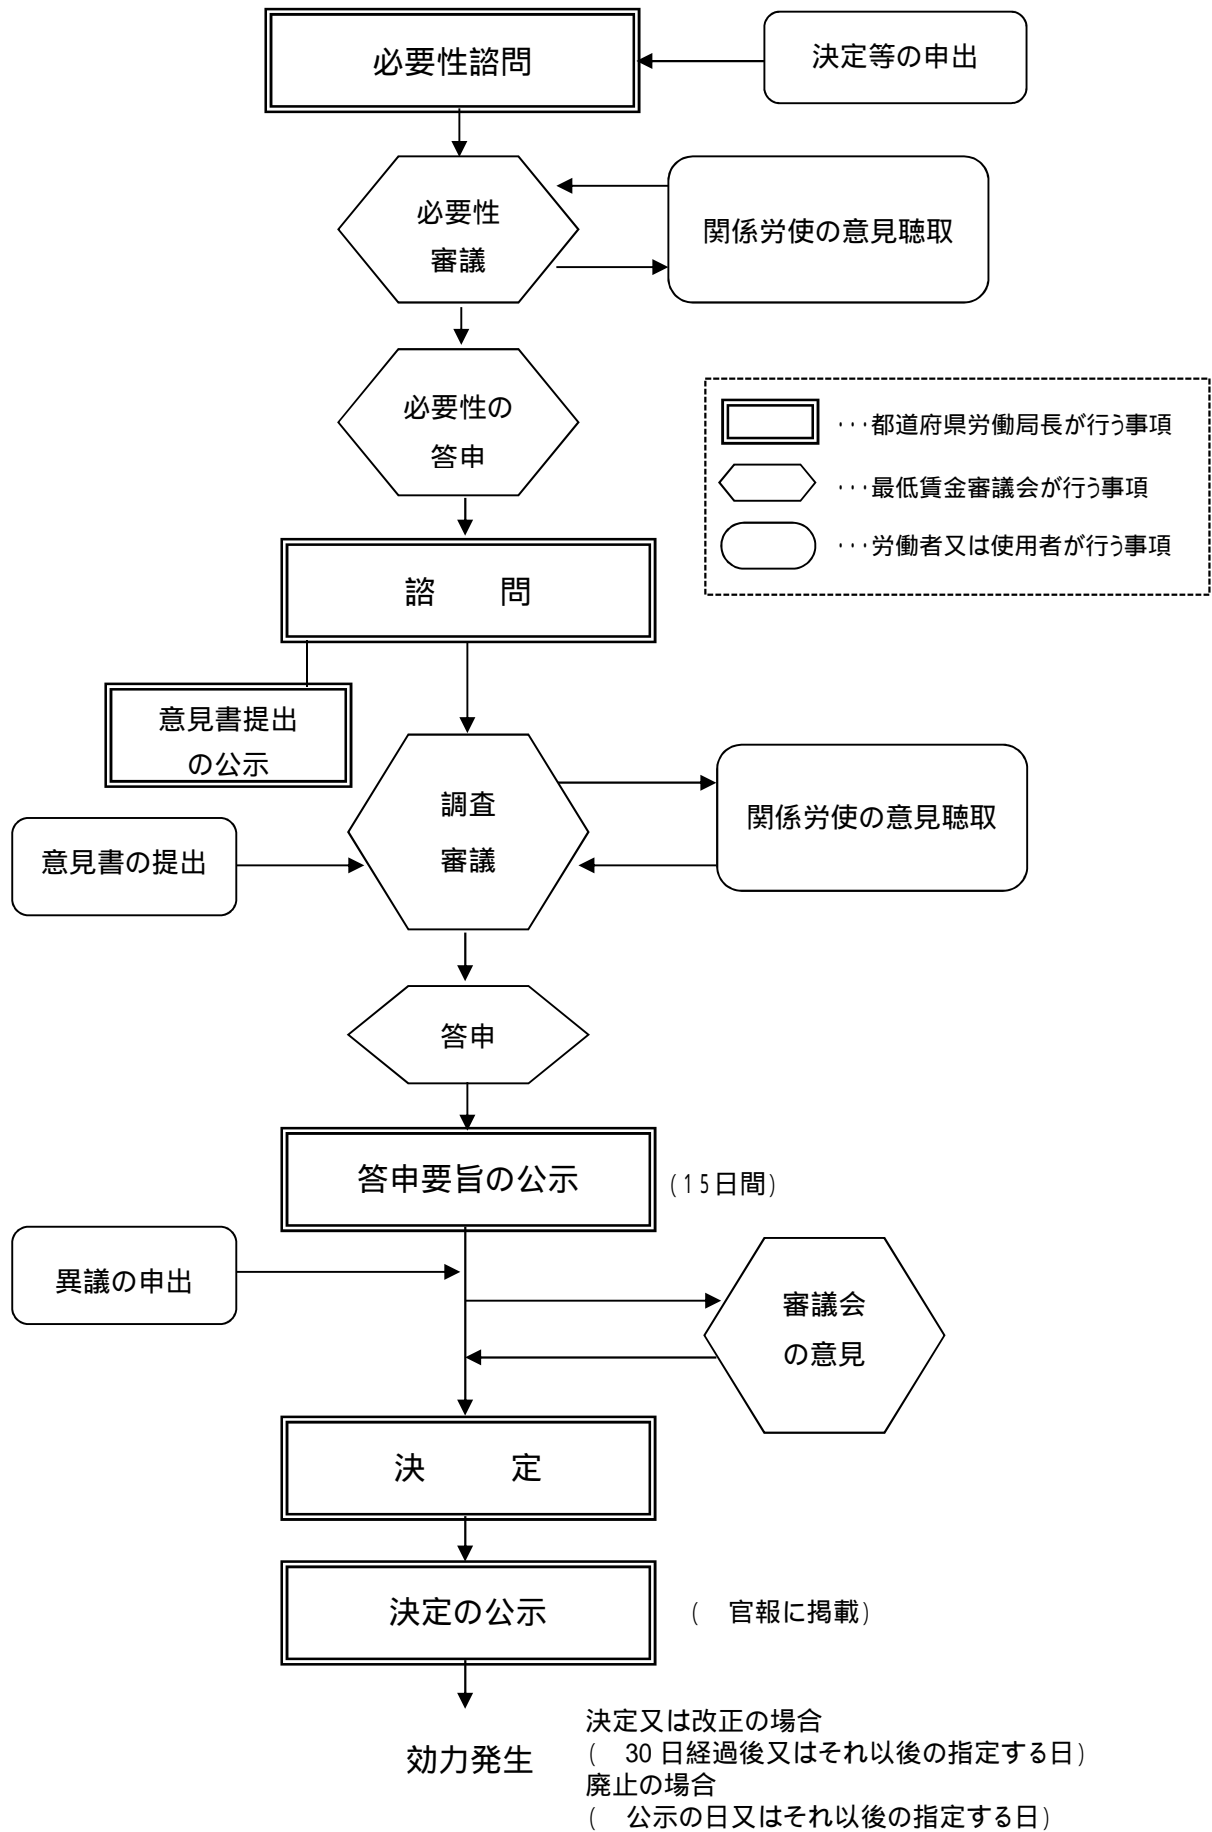 必要性諮問
決定等の申出
必要性
審議
関係労使の意見聴取
必要性の
答申
･･･都道府県労働局長が行う事項
･･･最低賃金審議会が行う事項
･･･労働者又は使用者が行う事項
諮　　問
意見書提出
の公示
調査
審議
関係労使の意見聴取
意見書の提出
答申
答申要旨の公示
(15日間)
異議の申出
審議会
の意見
決　　　定
決定の公示
(　官報に掲載)
効力発生
決定又は改正の場合
(　30 日経過後又はそれ以後の指定する日)
廃止の場合
(　公示の日又はそれ以後の指定する日)